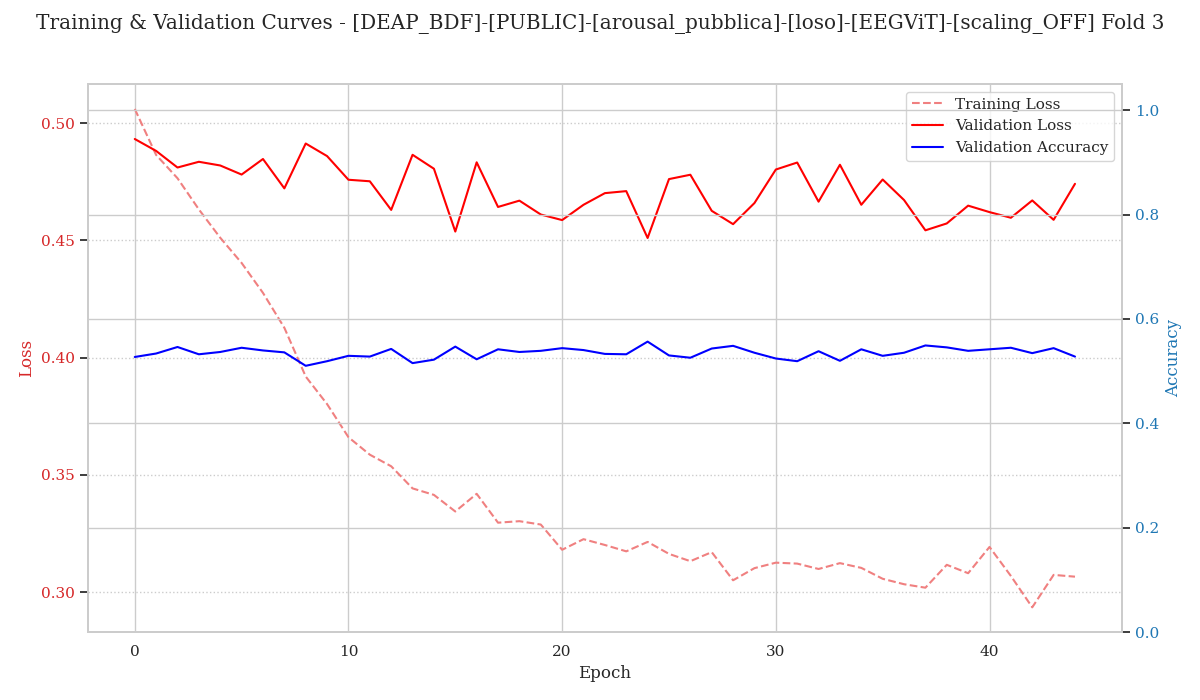 Training & Validation Curves - [DEAP_BDF]-[PUBLIC]-[arousal_pubblica]-[loso]-[EEGViT]-[scaling_OFF] Fold 3
Training Loss
Validation Loss
Validation Accuracy
0.50
0.45
0.40
0.35
0.30
Loss
1.0
0.8
0.6
0.4
0.2
0.0
Accuracy
0 10 20 30 40
Epoch